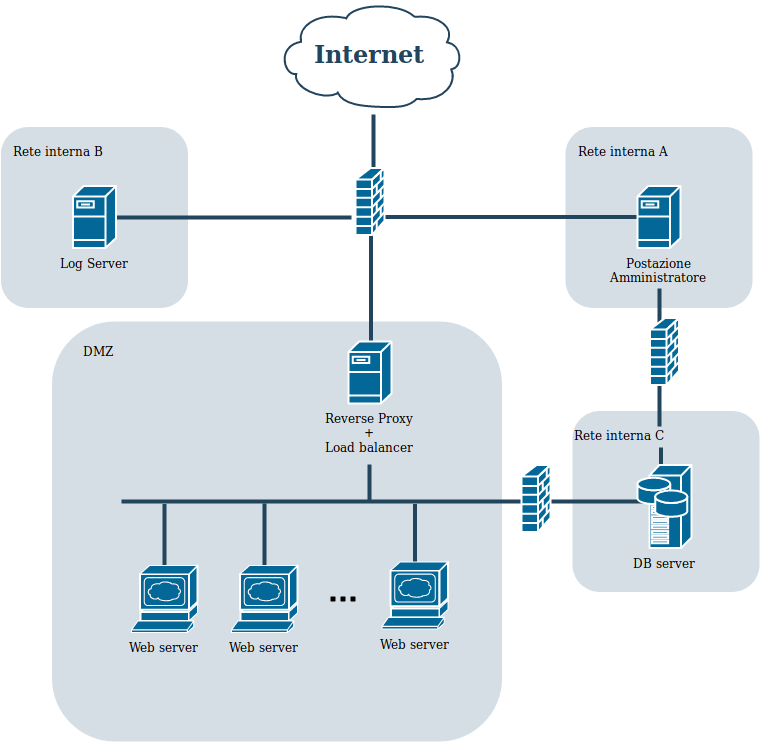 Internet
Rete interna B
Rete interna A
Log Server
Postazione
Amministratore
DMZ
Reverse Proxy
+
Load balancer
Rete interna C
DB server
Web server
Web server
...
Web server